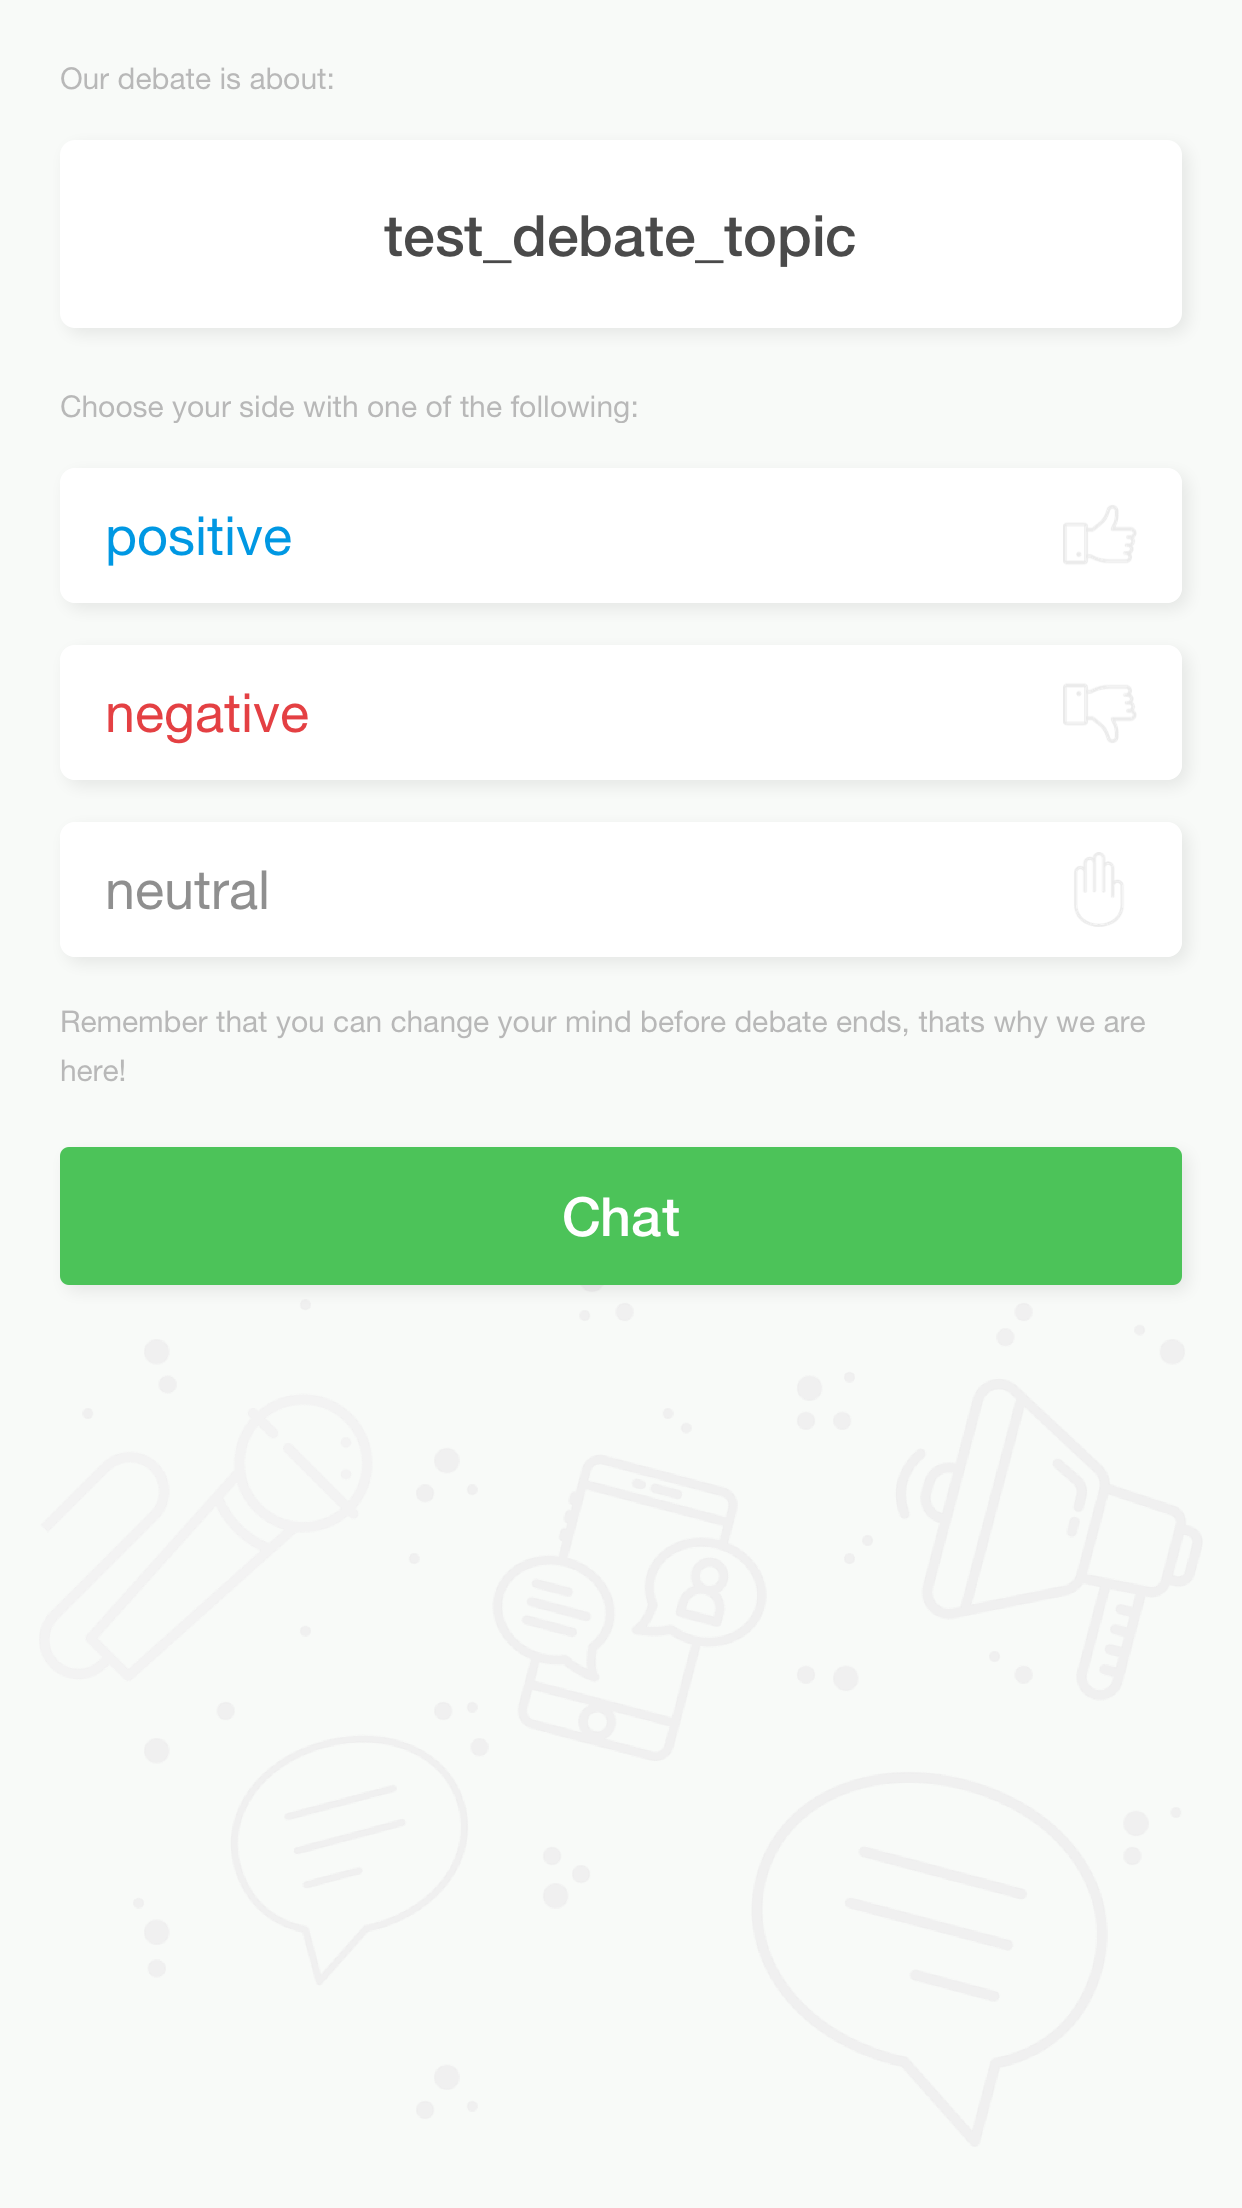 Our debate is about:
test_debate_topic
Choose your side with one of the following:
positive
negative
neutral
Remember that you can change your mind before debate ends, thats why we are
here!
Chat